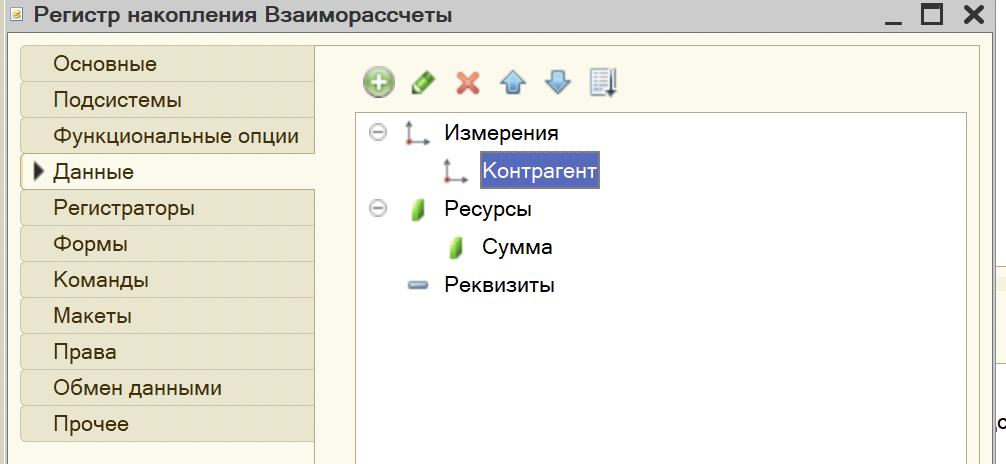 Регистр накопления Взаиморассчеты
Основные
Подсистемы
Функциональные опции
Данные
Регистраторы
Формы
Команды
Макеты
Права
Обмен данными
Прочее
Измерения
Контрагент
Ресурсы
Сумма
Реквизиты